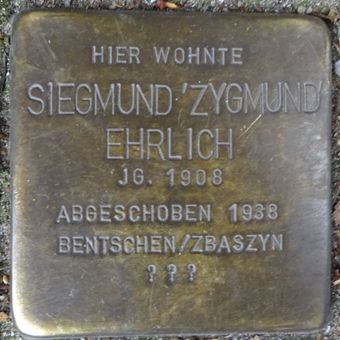 HIER WOHNTE
SIEGMUND 'ZYGMUND'
EHRLICH
JG. 1908
ABGESCHOBEN 1938
BENTSCHEN/ZBASZYN
???